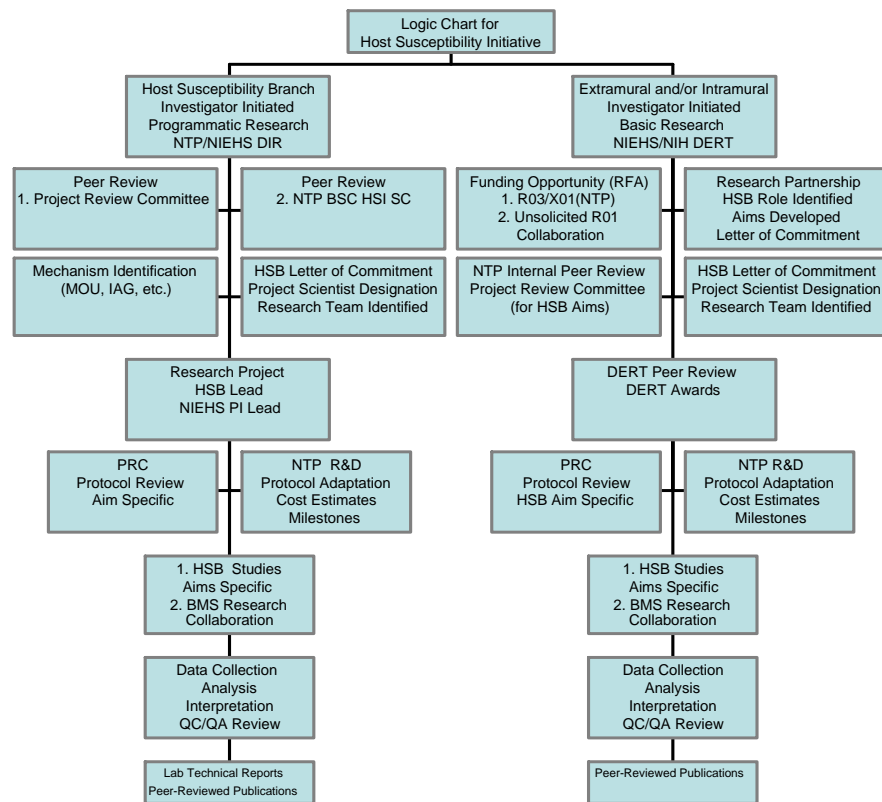 Logic Chart for
Host Susceptibility Initiative
Host Susceptibility Branch
Investigator Initiated
Programmatic Research
NTP/NIEHS DIR
Extramural and/or Intramural
Investigator Initiated
Basic Research
NIEHS/NIH DERT
Peer Review
1. Project Review Committee
Peer Review
2. NTP BSC HSI SC
Funding Opportunity (RFA)
1. R03/X01(NTP)
2. Unsolicited R01
Collaboration
Research Partnership
HSB Role Identified
Aims Developed
Letter of Commitment
Mechanism Identification
(MOU, IAG, etc.)
HSB Letter of Commitment
Project Scientist Designation
Research Team Identified
NTP Internal Peer Review
Project Review Committee
(for HSB Aims)
HSB Letter of Commitment
Project Scientist Designation
Research Team Identified
Research Project
HSB Lead
NIEHS PI Lead
DERT Peer Review
DERT Awards
PRC
Protocol Review
Aim Specific
NTP R&D
Protocol Adaptation
Cost Estimates
Milestones
PRC
Protocol Review
HSB Aim Specific
NTP R&D
Protocol Adaptation
Cost Estimates
Milestones
1. HSB Studies
Aims Specific
2. BMS Research
Collaboration
1. HSB Studies
Aims Specific
2. BMS Research
Collaboration
Data Collection
Analysis
Interpretation
QC/QA Review
Data Collection
Analysis
Interpretation
QC/QA Review
Lab Technical Reports
Peer-Reviewed Publications
Peer-Reviewed Publications